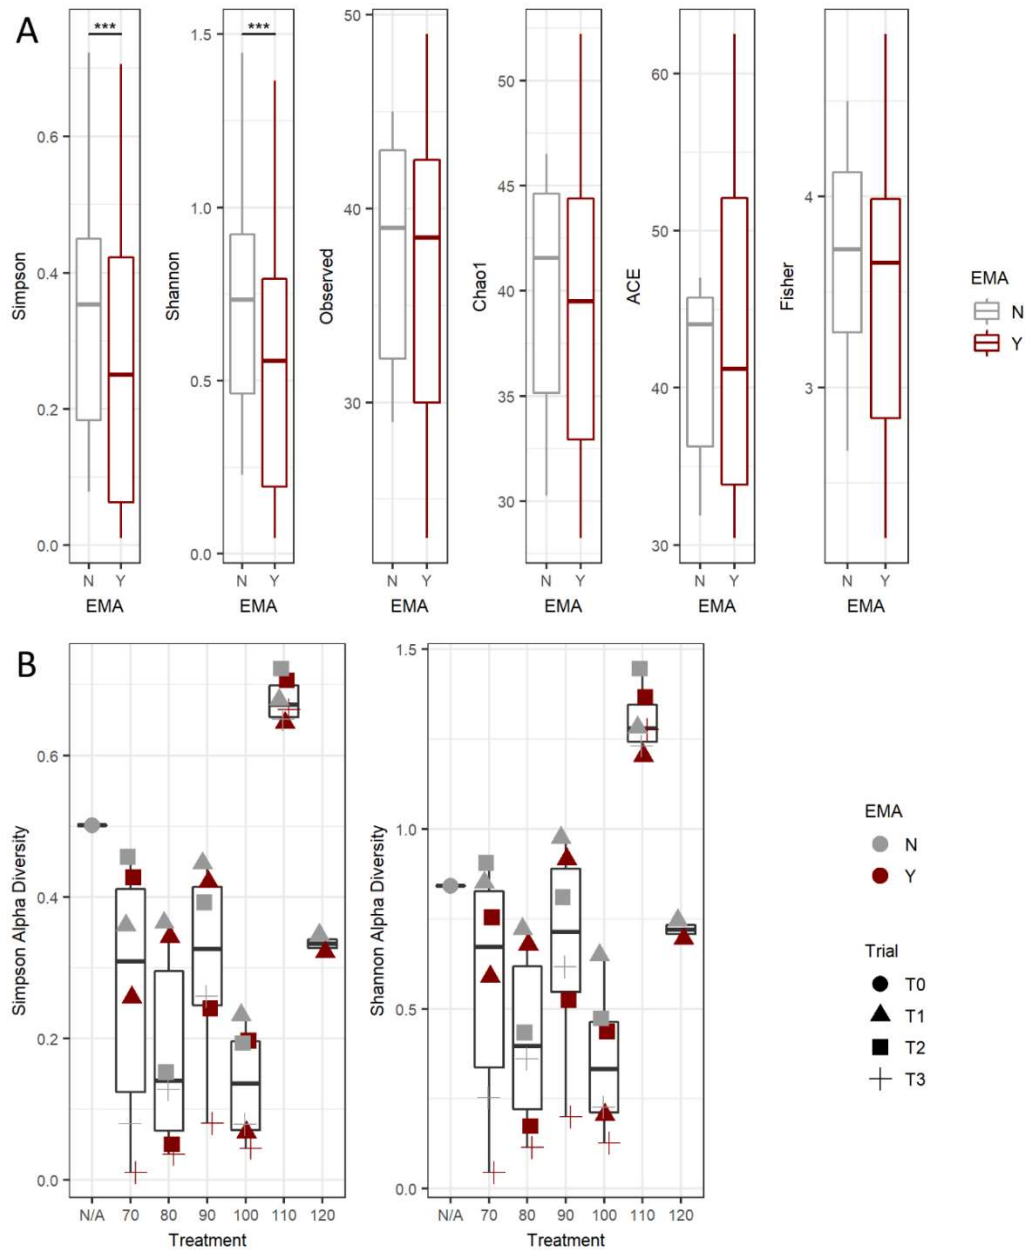 A
***
***
Simpson
0.6
0.4
0.2
0.0
N Y
EMA
Shannon
1.5
1.0
0.5
0.0
N Y
EMA
Observed
50
40
30
N Y
EMA
Chao1
50
45
40
35
30
N Y
EMA
ACE
60
50
40
30
N Y
EMA
Fisher
4
3
N Y
EMA
EMA
N
Y
B
Simpson Alpha Diversity
0.6
0.4
0.2
0.0
N/A 70 80 90 100 110 120
Treatment
Shannon Alpha Diversity
1.5
1.0
0.5
0.0
N/A 70 80 90 100 110 120
Treatment
EMA
N
Y
Trial
T0
T1
T2
T3